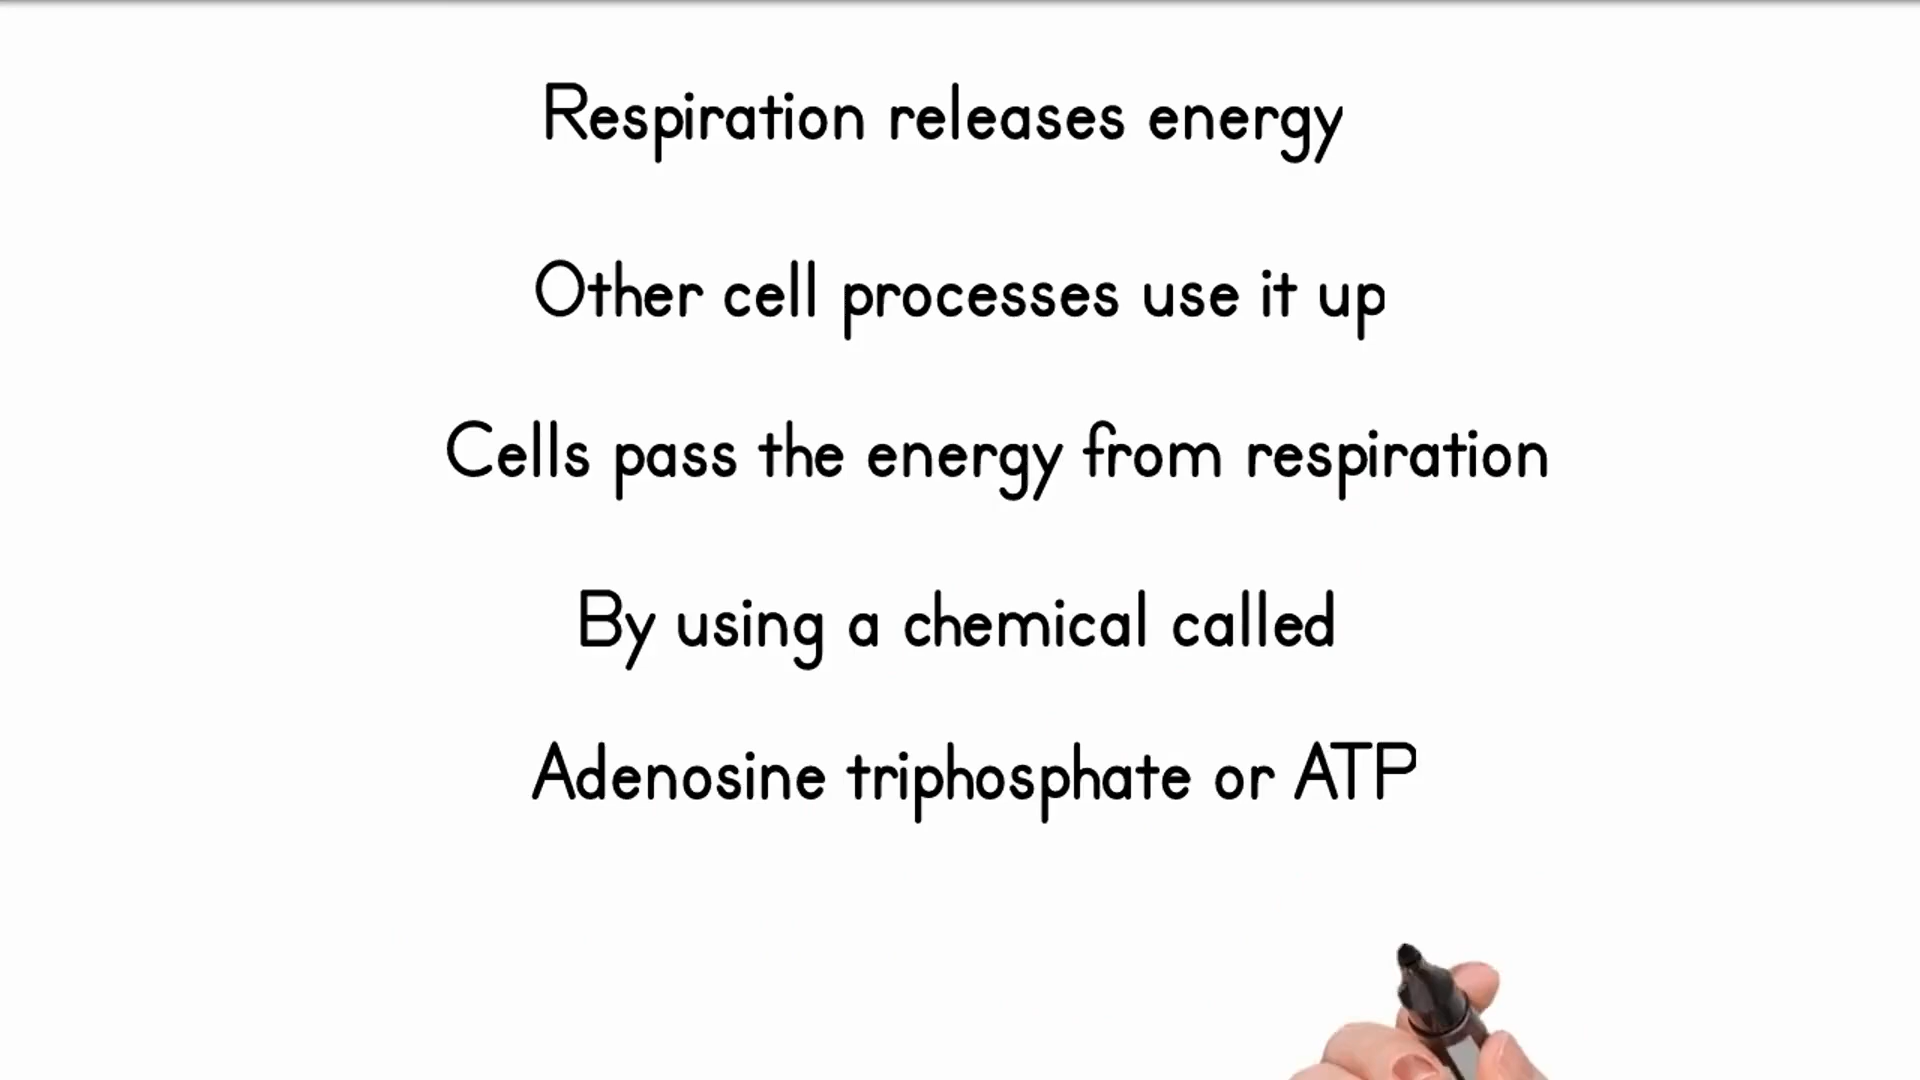 Respiration releases energy
Other cell processes use it up
Cells pass the energy from respiration
By using a chemical called
Adenosine triphosphate or ATP